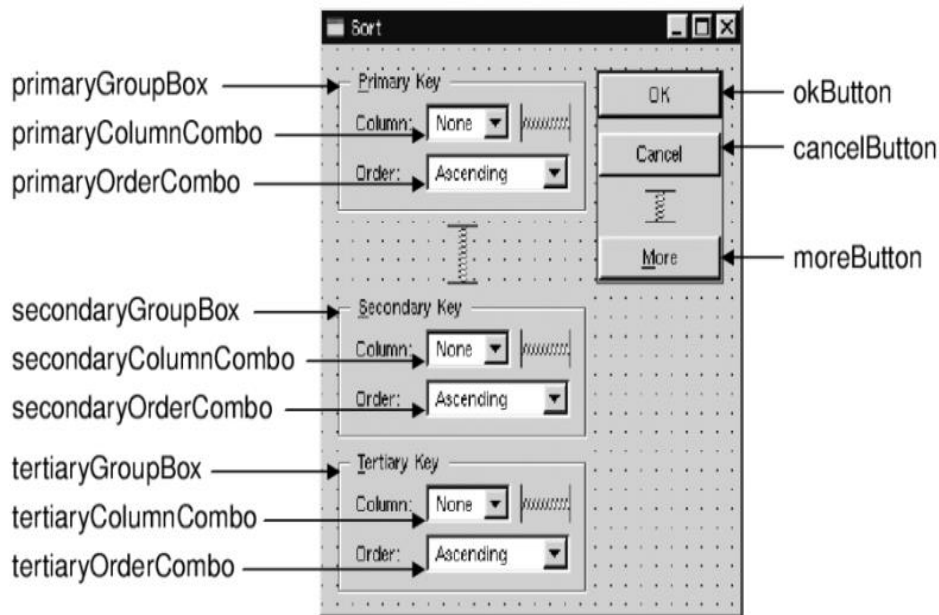 Sort
primaryGroupBox
primaryColumnCombo
primaryOrderCombo
Primary Key
Column: None
Order: Ascending
OK
Cancel
More
okButton
cancelButton
moreButton
secondaryGroupBox
secondaryColumnCombo
secondaryOrderCombo
Secondary Key
Column: None
Order: Ascending
tertiaryGroupBox
tertiaryColumnCombo
tertiaryOrderCombo
Tertiary Key
Column: None
Order: Ascending